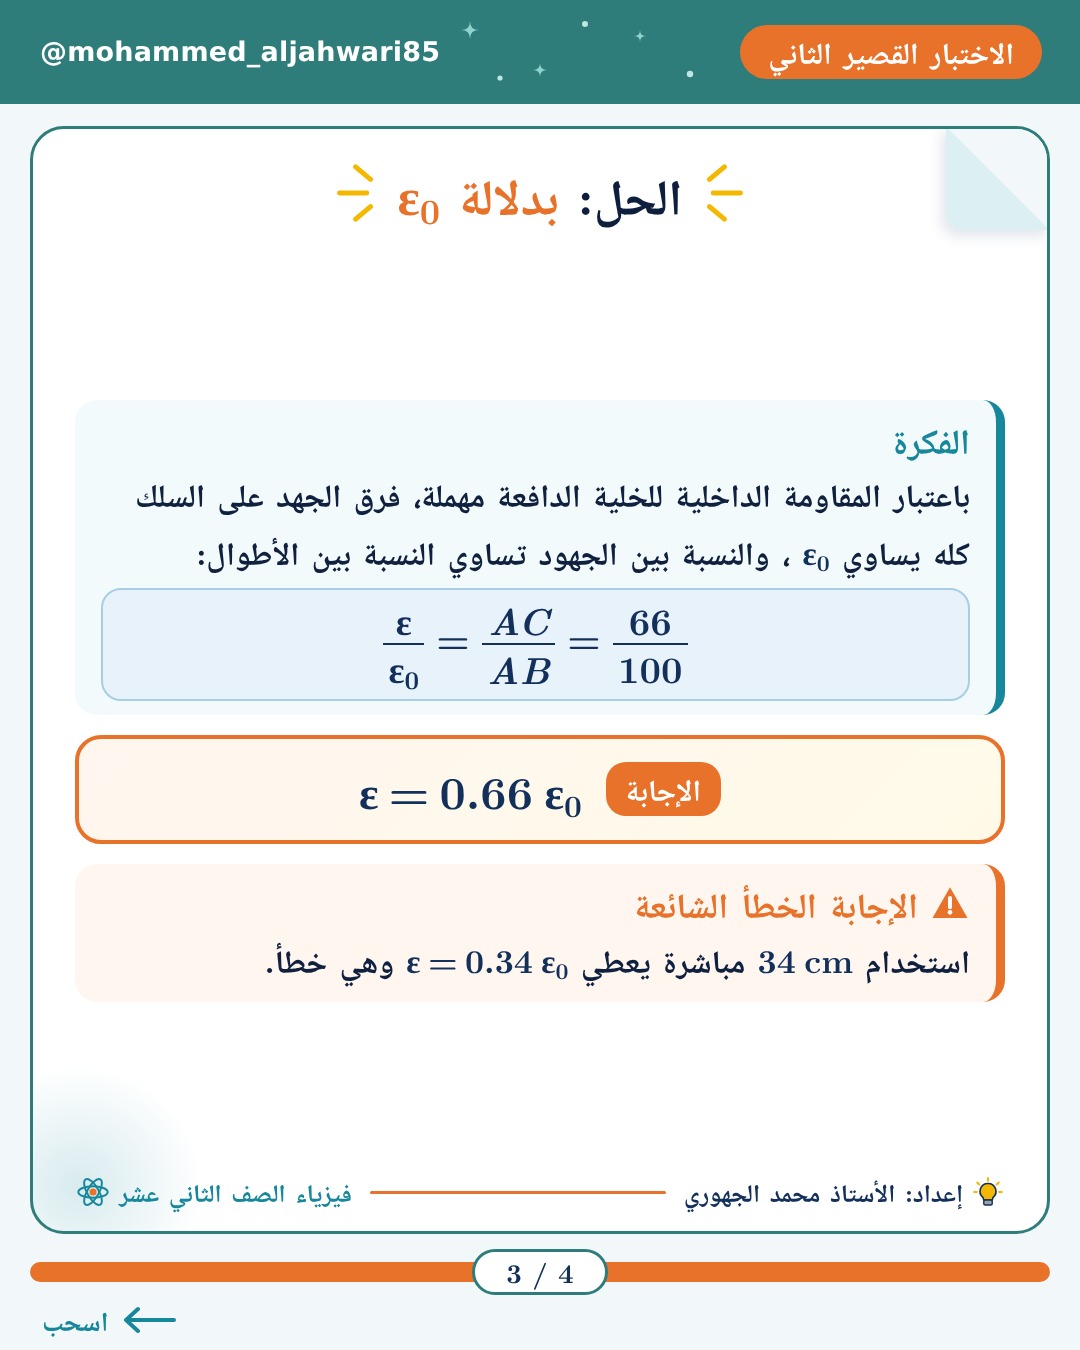 @mohammed_aljahwari85
الاختبار القصير الثاني
الحل: بدلالة ε₀
الفكرة
باعتبار المقاومة الداخلية للخلية الدافعة مهملة، فرق الجهد على السلك
كله يساوي ε₀ ، والنسبة بين الجهود تساوي النسبة بين الأطوال:
ε/ε₀ = AC/AB = 66/100
الإجابة
ε = 0.66 ε₀
الإجابة الخطأ الشائعة
استخدام 34 cm مباشرة يعطي ε = 0.34 ε₀ وهي خطأ.
إعداد: الأستاذ محمد الجهوري
فيزياء الصف الثاني عشر
3 / 4
اسحب